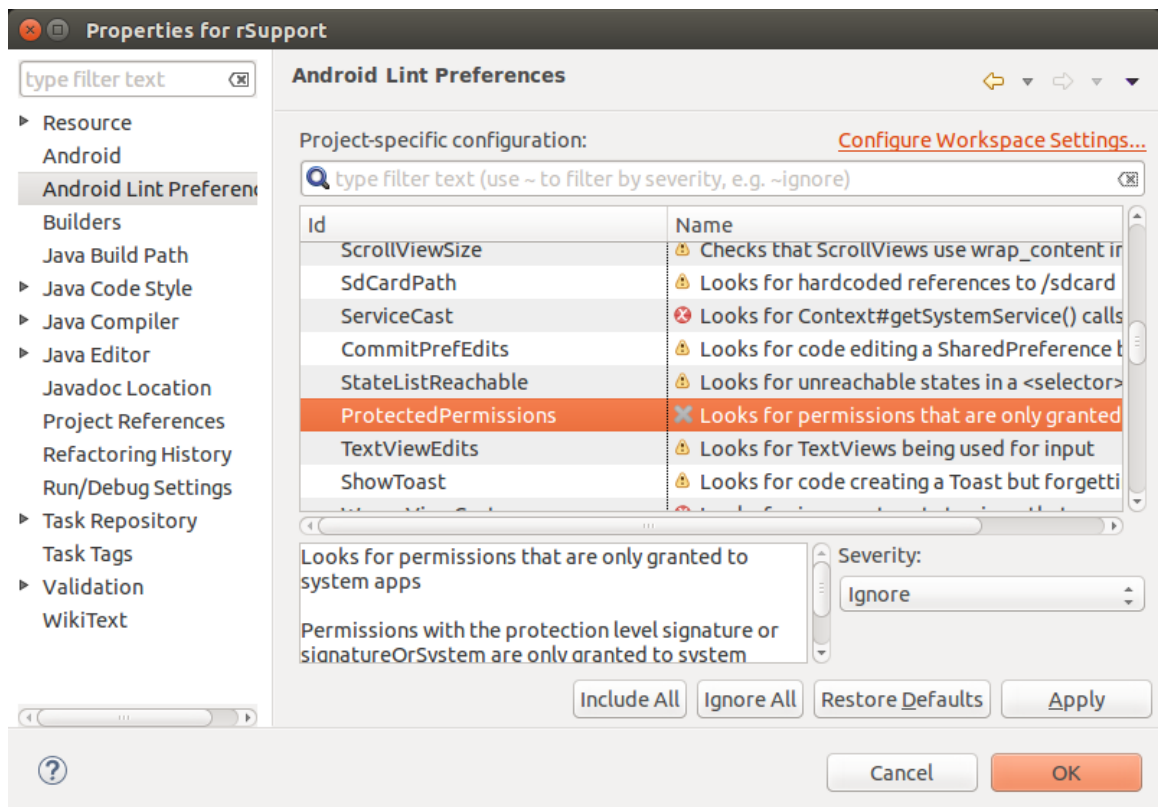 Properties for rSupport
type filter text
Resource
Android
Android Lint Preferenc
Builders
Java Build Path
Java Code Style
Java Compiler
Java Editor
Javadoc Location
Project References
Refactoring History
Run/Debug Settings
Task Repository
Task Tags
Validation
WikiText
Android Lint Preferences
Project-specific configuration:
Configure Workspace Settings...
type filter text (use ~ to filter by severity, e.g. ~ignore)
Id Name
ScrollViewSize Checks that ScrollViews use wrap_content in
SdCardPath Looks for hardcoded references to /sdcard
ServiceCast Looks for Context#getSystemService() calls
CommitPrefEdits Looks for code editing a SharedPreference b
StateListReachable Looks for unreachable states in a <selector>
ProtectedPermissions Looks for permissions that are only granted
TextViewEdits Looks for TextViews being used for input
ShowToast Looks for code creating a Toast but forgetti
Looks for permissions that are only granted to
system apps
Permissions with the protection level signature or
signatureOrSystem are only granted to system
Severity:
Ignore
Include All
Ignore All
Restore Defaults
Apply
Cancel
OK